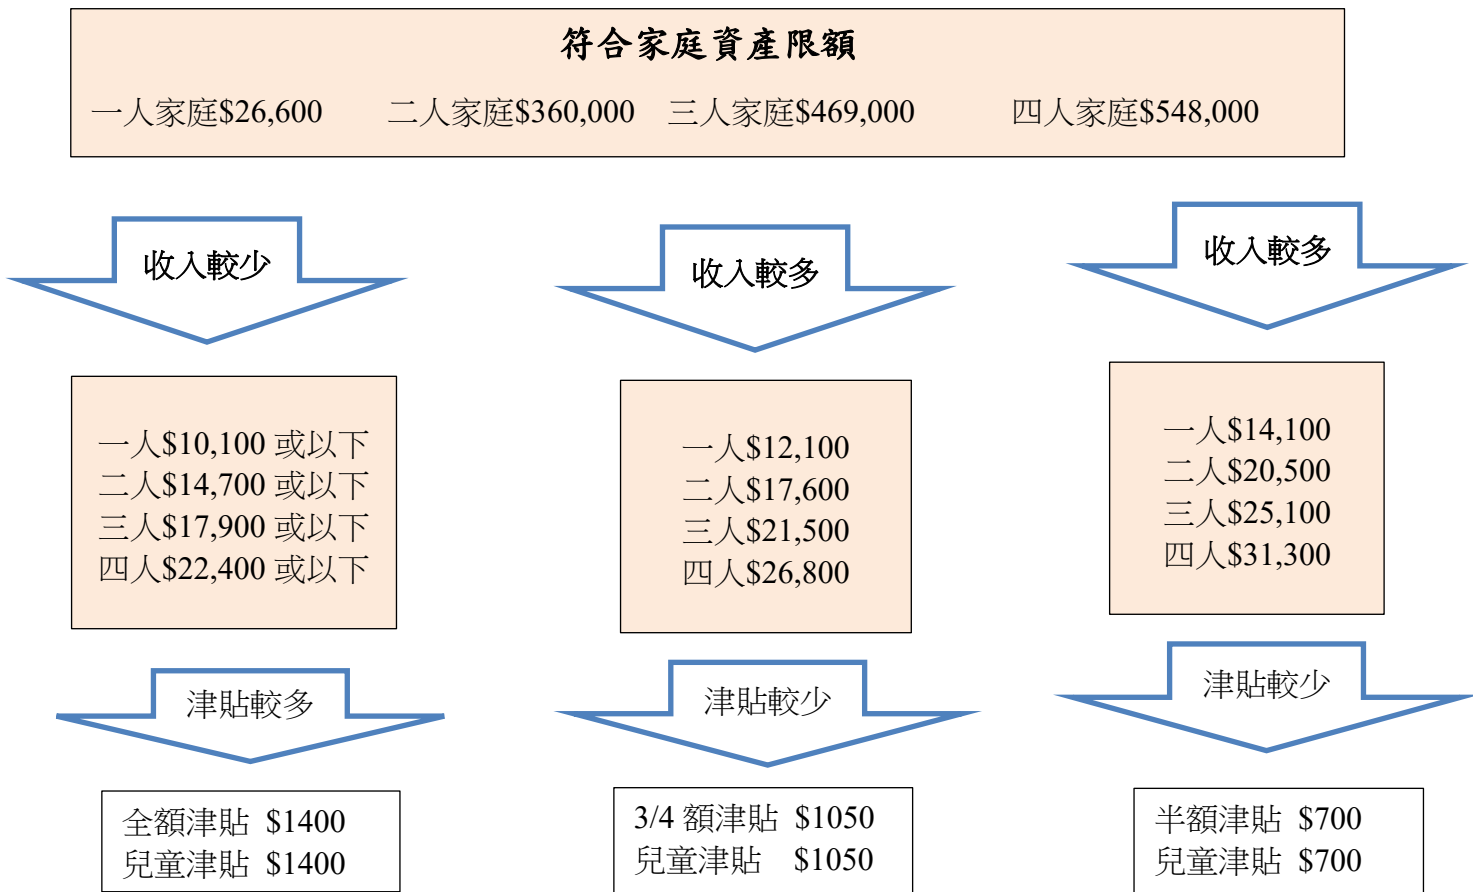 符合家庭資產限額
一人家庭$26,600 二人家庭$360,000 三人家庭$469,000 四人家庭$548,000
收入較少
收入較多
收入較多
一人$10,100 或以下
二人$14,700 或以下
三人$17,900 或以下
四人$22,400 或以下
一人$12,100
二人$17,600
三人$21,500
四人$26,800
一人$14,100
二人$20,500
三人$25,100
四人$31,300
津貼較多
津貼較少
津貼較少
全額津貼 $1400
兒童津貼 $1400
3/4 額津貼 $1050
兒童津貼 $1050
半額津貼 $700
兒童津貼 $700